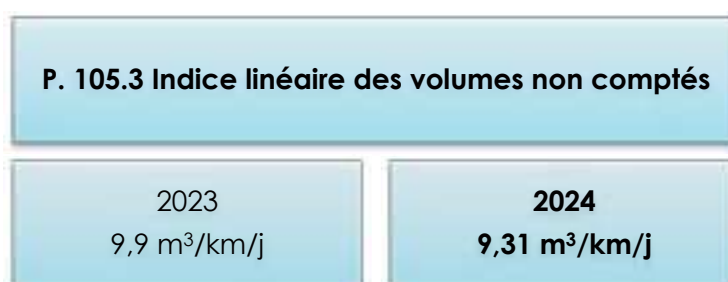 P. 105.3 Indice linéaire des volumes non comptés
2023
9,9 m³/km/j
2024
9,31 m³/km/j